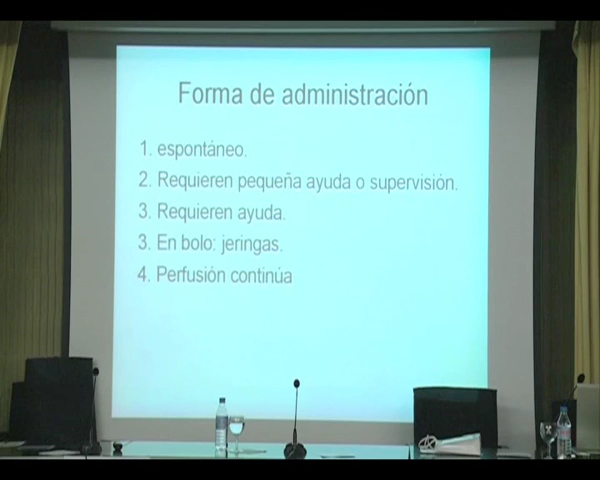 Forma de administración
1. espontáneo.
2. Requieren pequeña ayuda o supervisión.
3. Requieren ayuda.
3. En bolo: jeringas.
4. Perfusión continúa